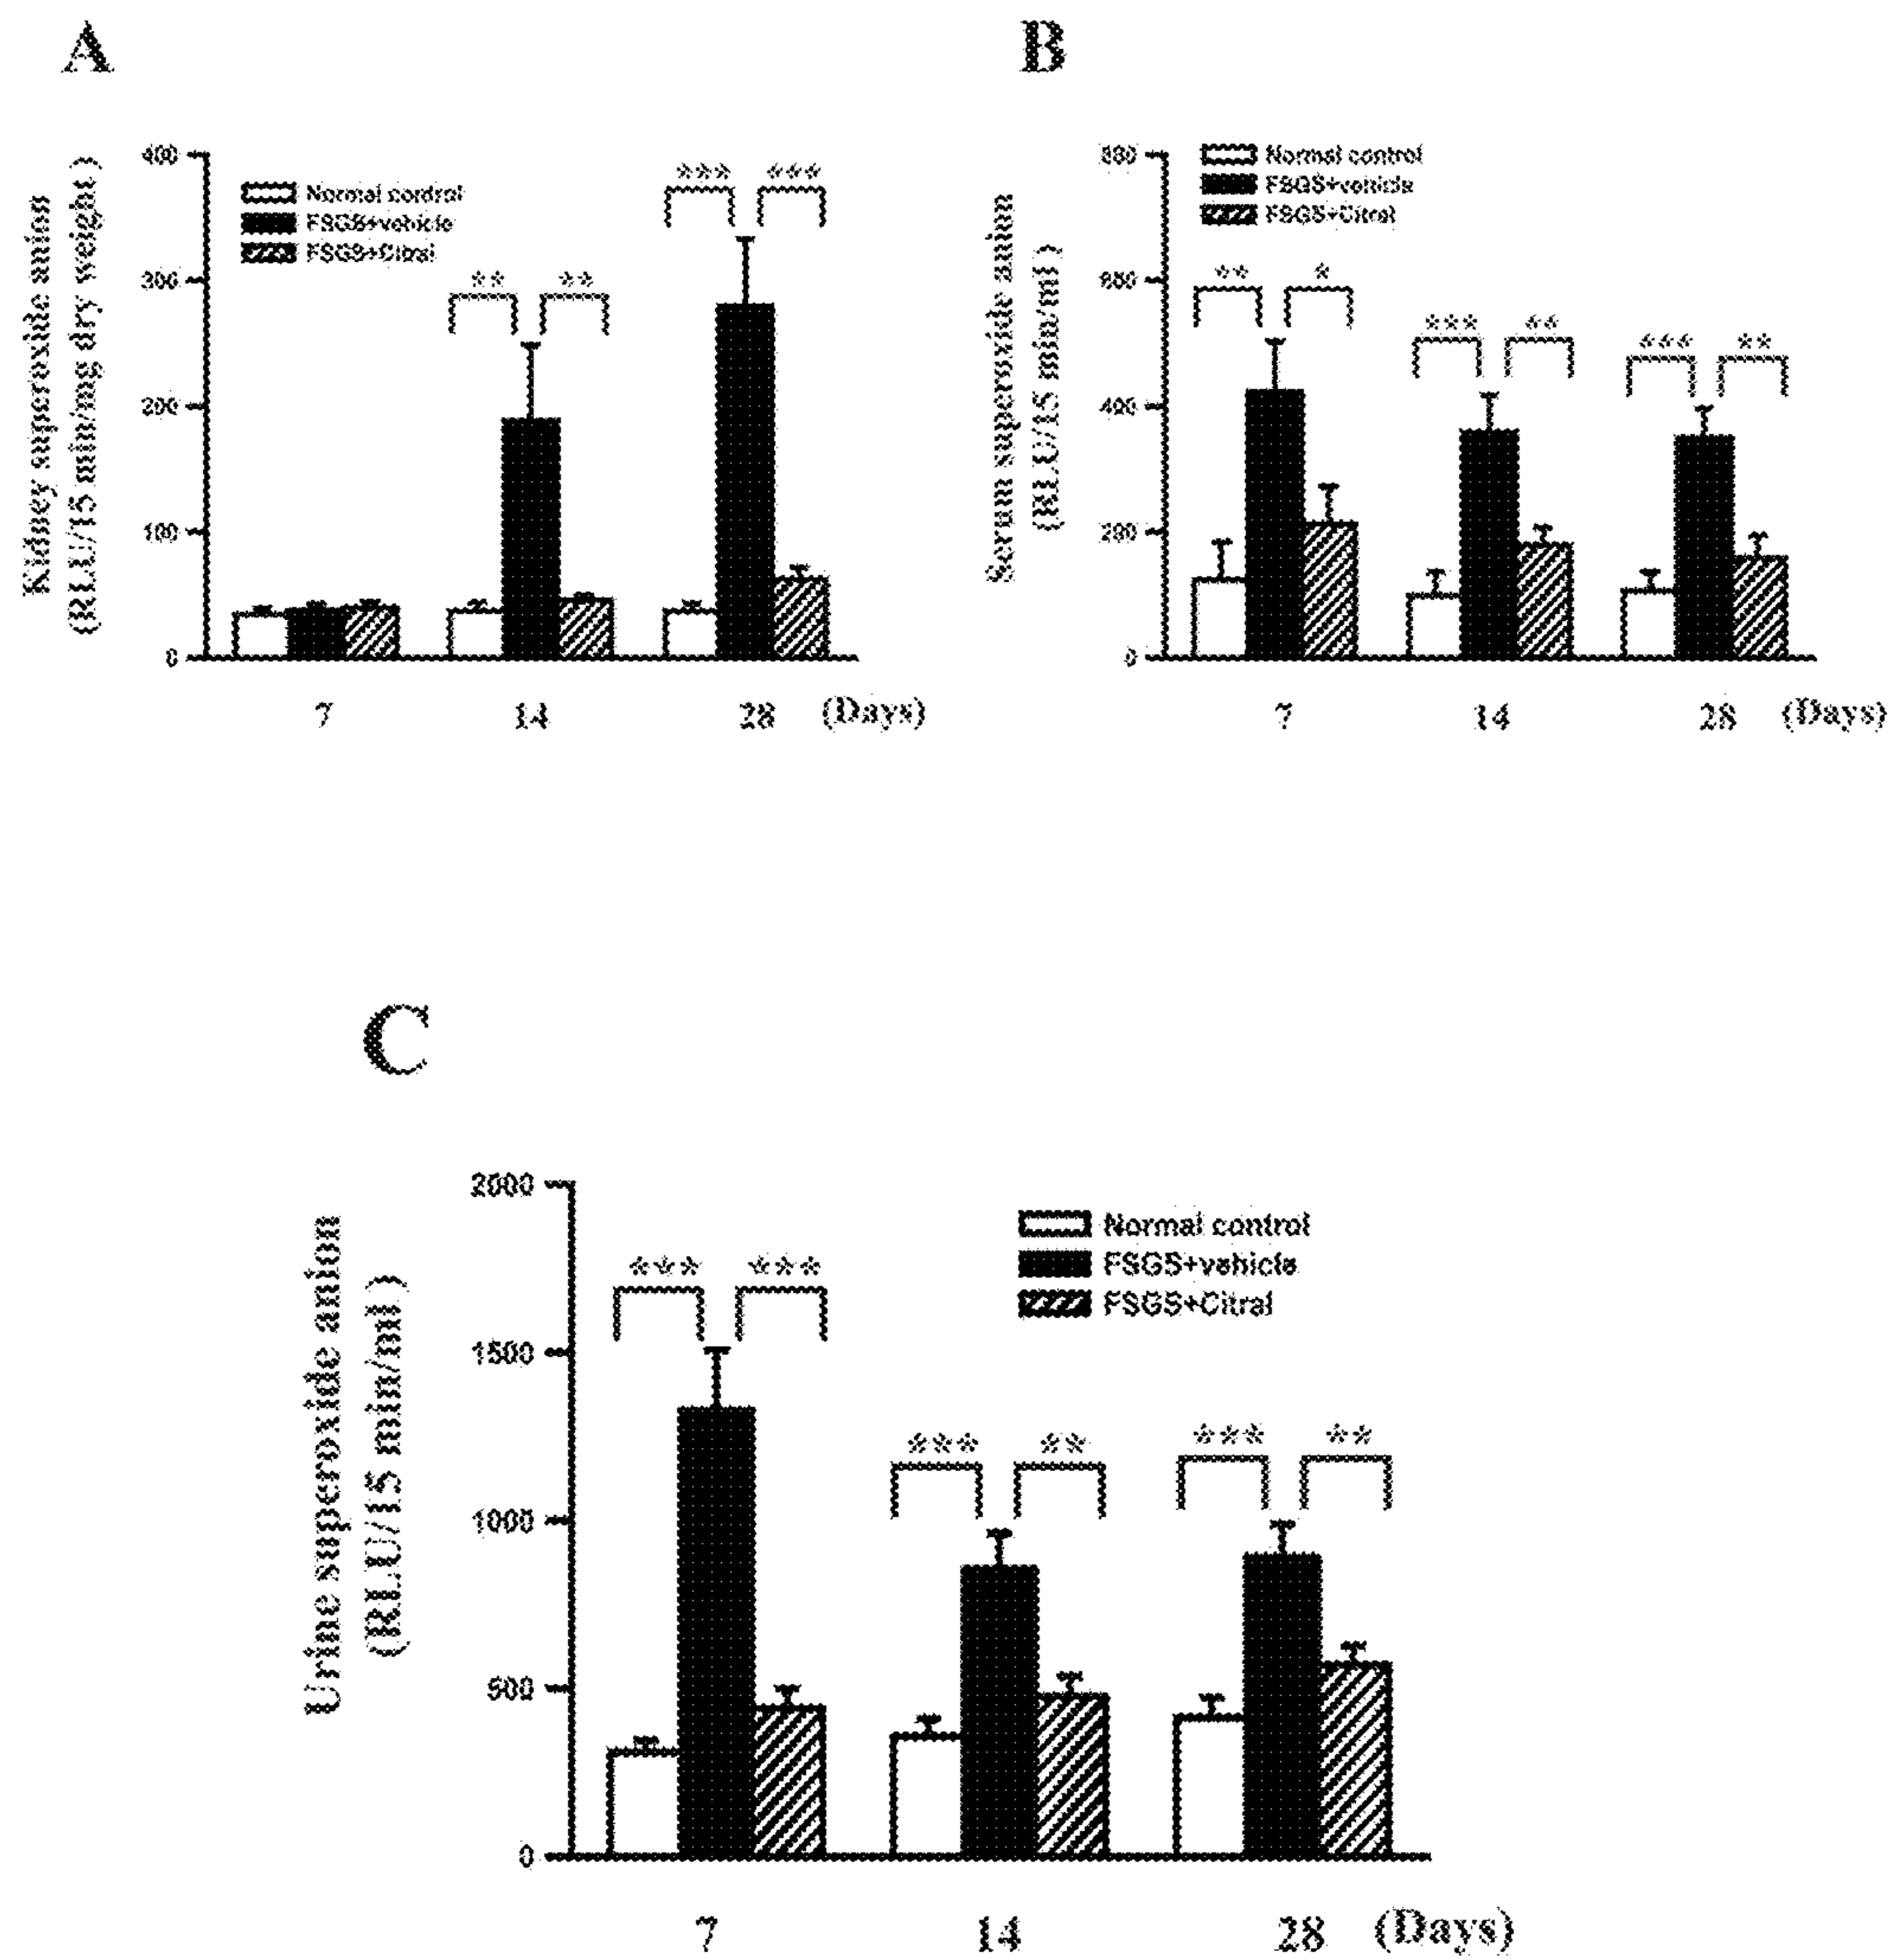 A
Kidney superoxide anion
(RLU/15 min/mg dry weight)
400
300
200
100
0
Normal control
FSGS+vehicle
FSGS+Citral
**
**
***
***
7
14
28
(Days)
B
Serum superoxide anion
(RLU/15 min/ml)
600
400
200
0
Normal control
FSGS+vehicle
FSGS+Citral
**
*
***
**
***
**
7
14
28
(Days)
C
Urine superoxide anion
(RLU/15 min/ml)
2000
1500
1000
500
0
Normal control
FSGS+vehicle
FSGS+Citral
***
***
***
**
***
**
7
14
28
(Days)